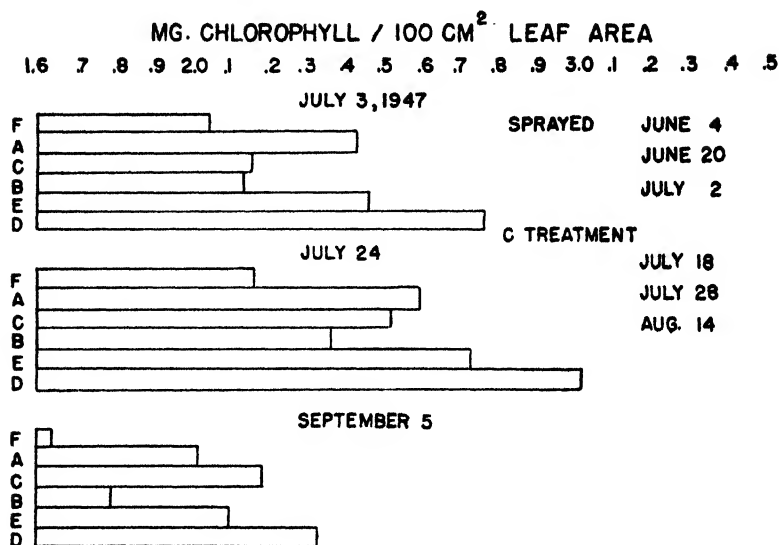 MG. CHLOROPHYLL / 100 CM² LEAF AREA
1.6 .7 .8 .9 2.0 .1 .2 .3 .4 .5 .6 .7 .8 .9 3.0 .1 .2 .3 .4 .5
JULY 3, 1947
SPRAYED JUNE 4
JUNE 20
JULY 2
F
A
C
B
E
D
C TREATMENT
JULY 18
JULY 28
AUG. 14
JULY 24
F
A
C
B
E
D
SEPTEMBER 5
F
A
C
B
E
D